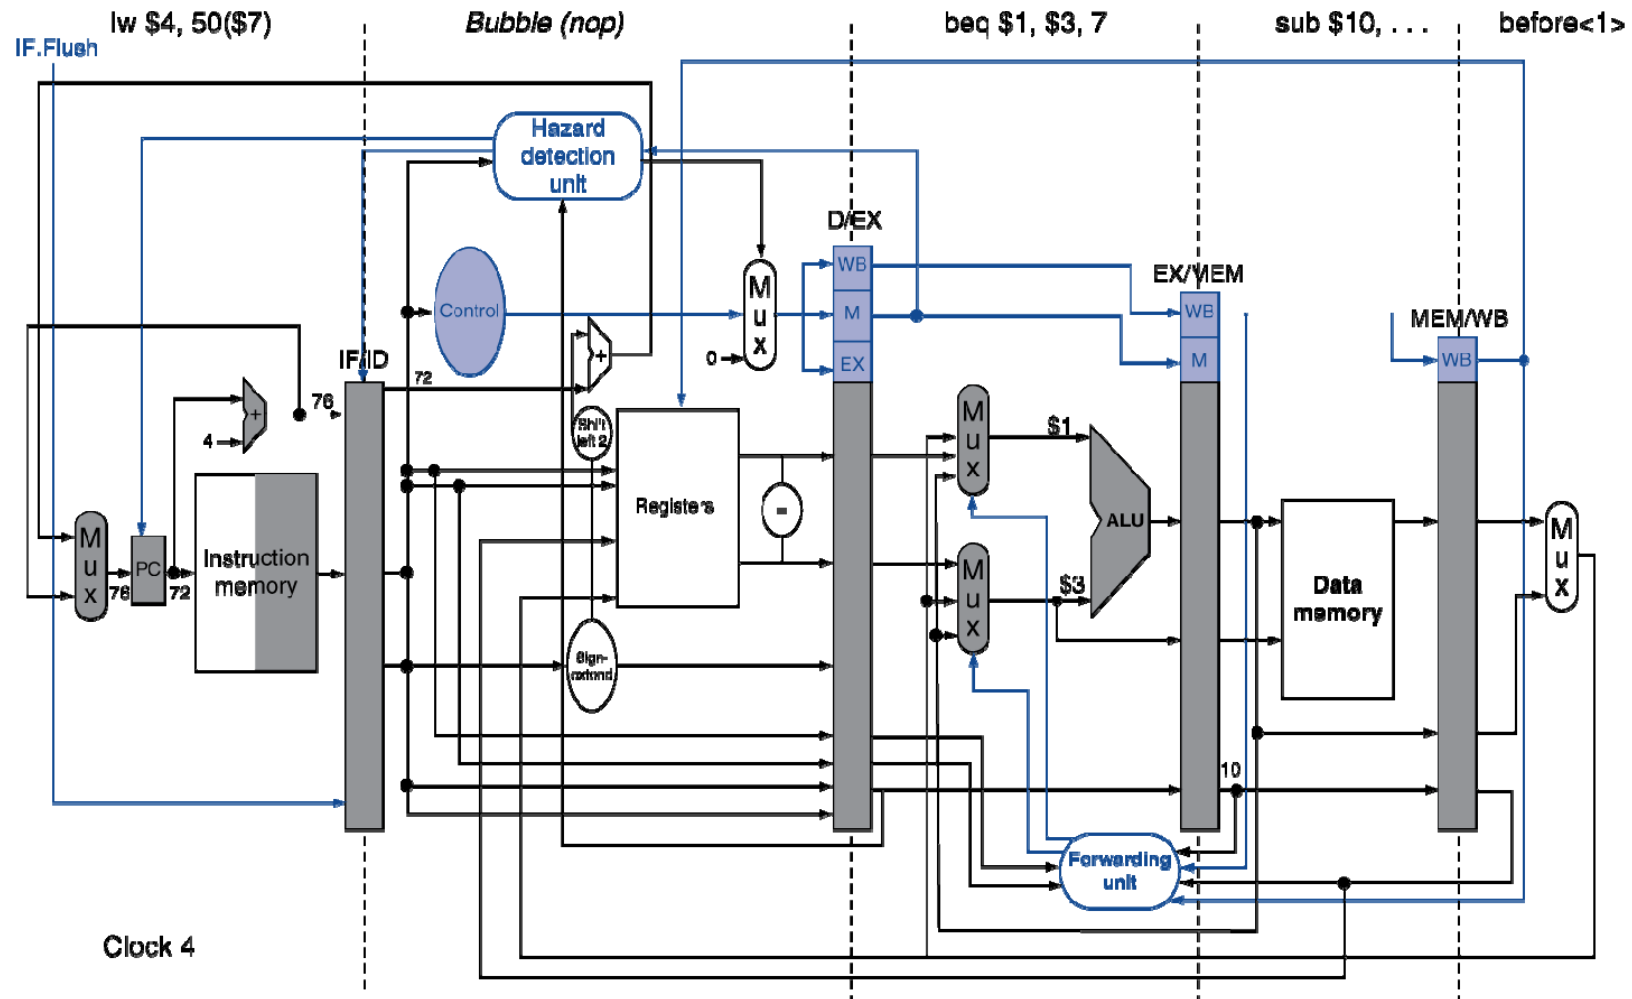 lw $4, 50($7)
Bubble (nop)
beq $1, $3, 7
sub $10, . . .
before<1>
IF.Flush
Hazard
detection
unit
D/EX
WB
M
EX
EX/MEM
WB
M
MEM/WB
WB
Control
M
u
x
0
IF/ID
72
+
76
+
4
Shift
left 2
M
u
x
$1
Registers
=
ALU
M
u
x
PC
76
72
Instruction
memory
M
u
x
$3
Data
memory
M
u
x
Sign-
extend
10
Forwarding
unit
Clock 4